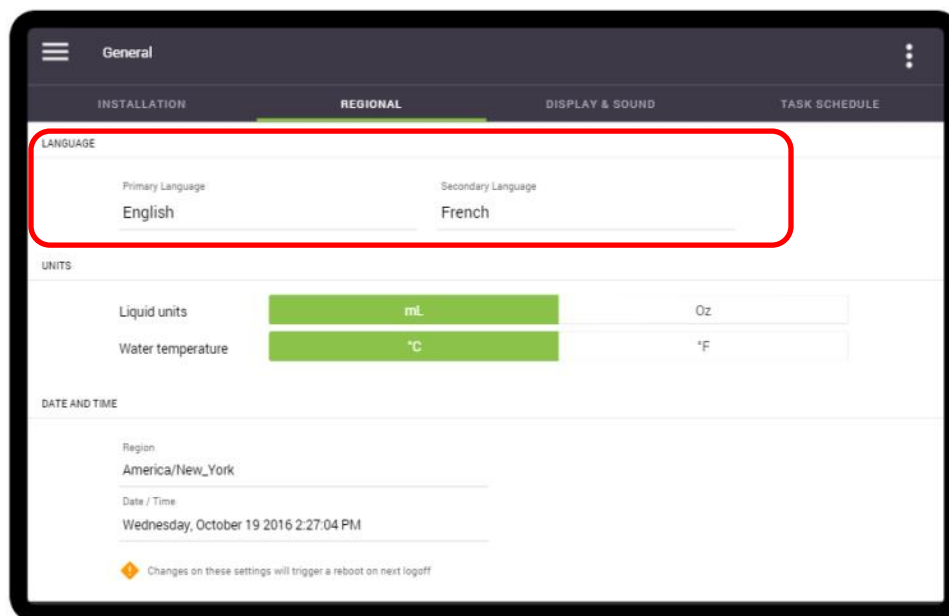 General
INSTALLATION REGIONAL DISPLAY & SOUND TASK SCHEDULE
LANGUAGE
Primary Language Secondary Language
English French
UNITS
Liquid units mL Oz
Water temperature °C °F
DATE AND TIME
Region
America/New_York
Date / Time
Wednesday, October 19 2016 2:27:04 PM
! Changes on these settings will trigger a reboot on next logoff